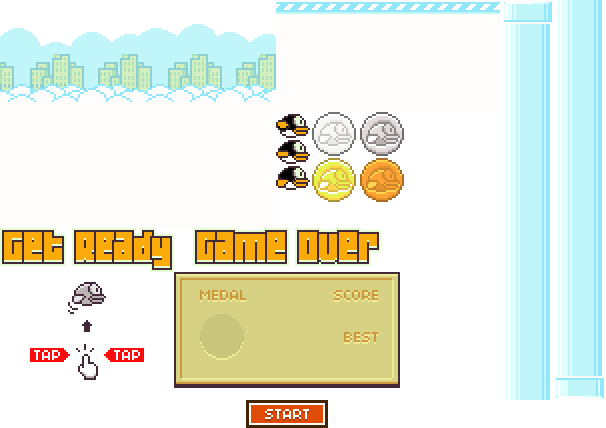 Get Ready
Game Over
MEDAL
SCORE
BEST
TAP
TAP
START